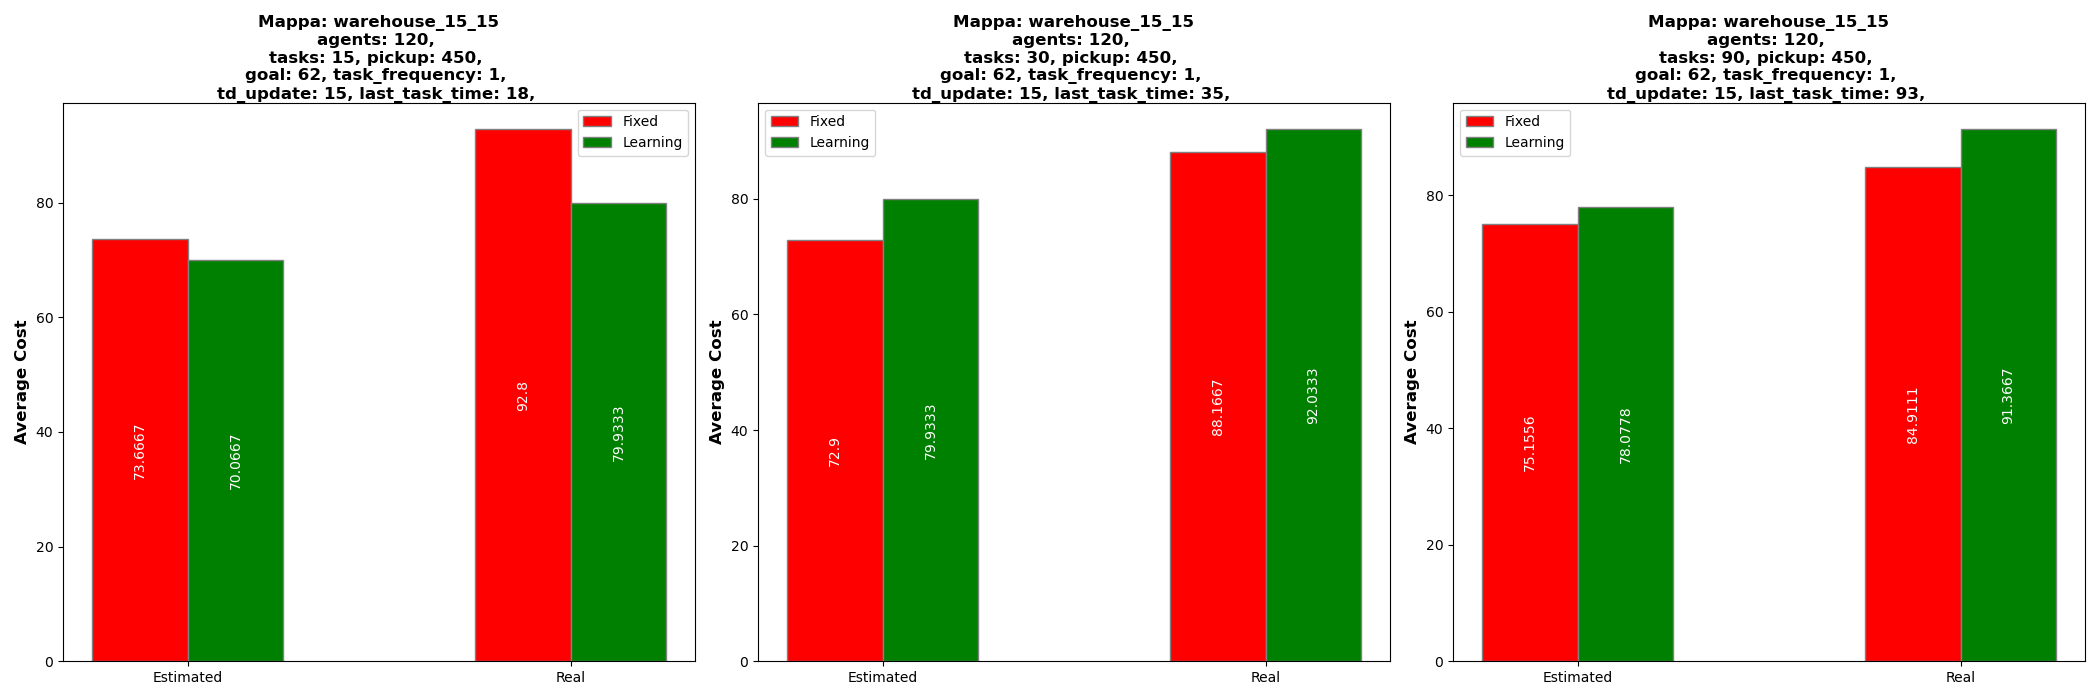 Mappa: warehouse_15_15
agents: 120,
tasks: 15, pickup: 450,
goal: 62, task_frequency: 1,
td_update: 15, last_task_time: 18,
Fixed
Learning
80
60
40
20
0
Average Cost
73.6667
70.0667
92.8
79.9333
Estimated
Real
Mappa: warehouse_15_15
agents: 120,
tasks: 30, pickup: 450,
goal: 62, task_frequency: 1,
td_update: 15, last_task_time: 35,
Fixed
Learning
80
60
40
20
0
Average Cost
72.9
79.9333
88.1667
92.0333
Estimated
Real
Mappa: warehouse_15_15
agents: 120,
tasks: 90, pickup: 450,
goal: 62, task_frequency: 1,
td_update: 15, last_task_time: 93,
Fixed
Learning
80
60
40
20
0
Average Cost
75.1556
78.0778
84.9111
91.3667
Estimated
Real